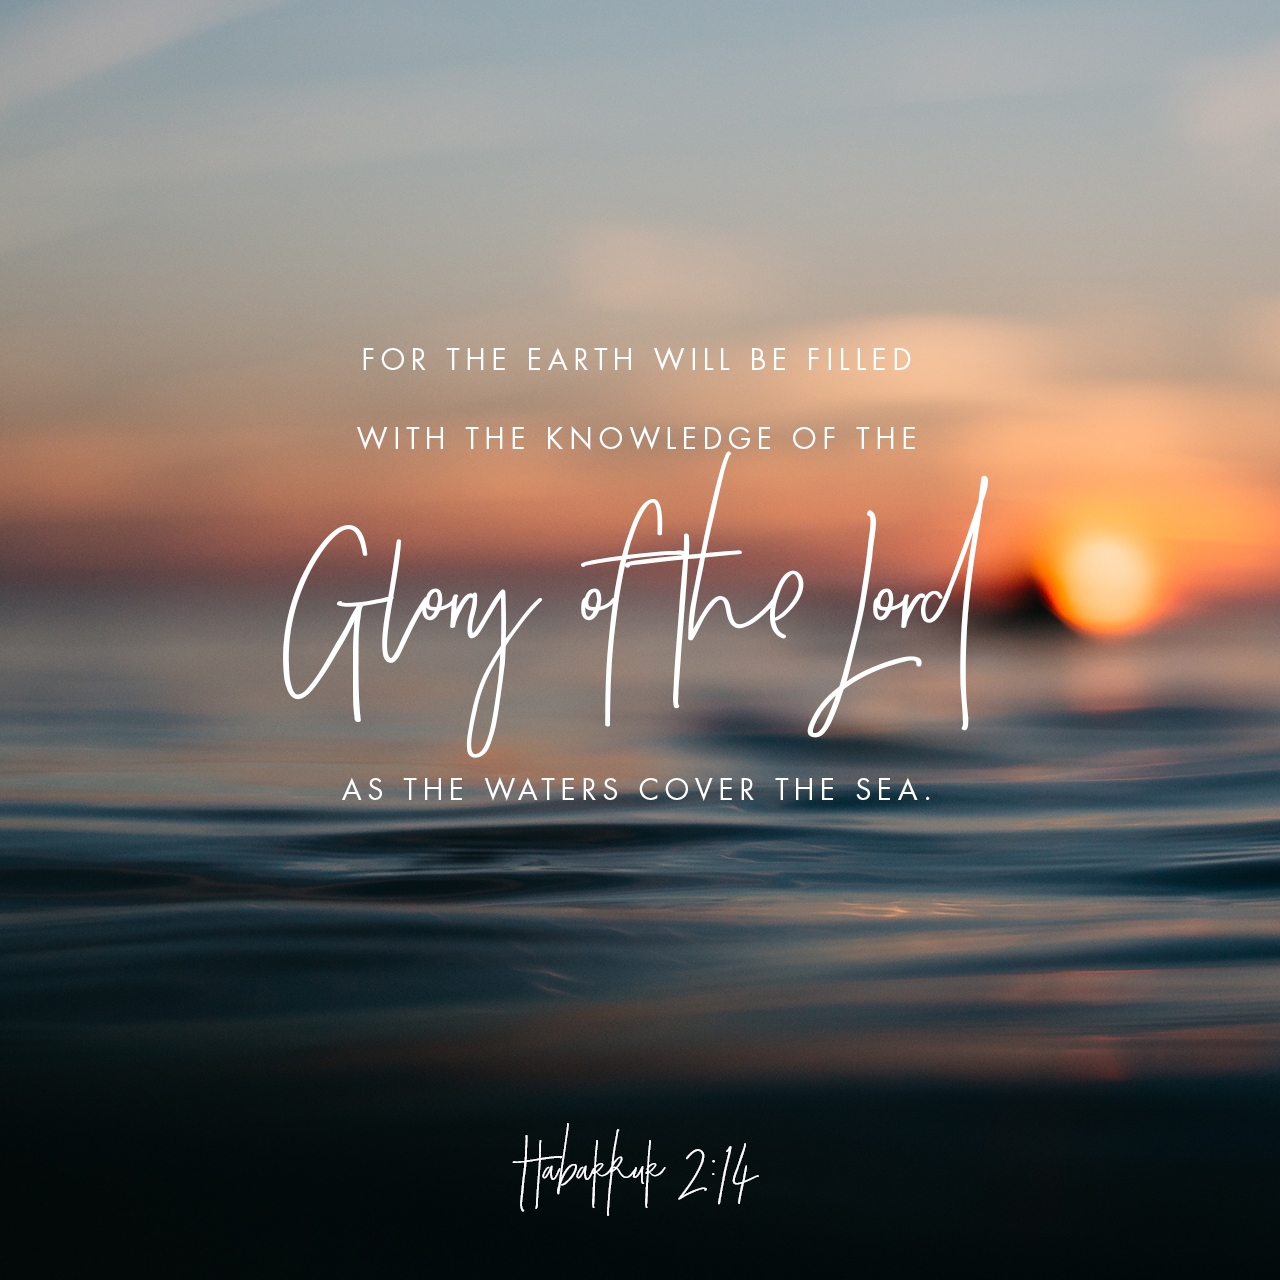 FOR THE EARTH WILL BE FILLED
WITH THE KNOWLEDGE OF THE
Glory of the Lord
AS THE WATERS COVER THE SEA.
Habakkuk 2:14